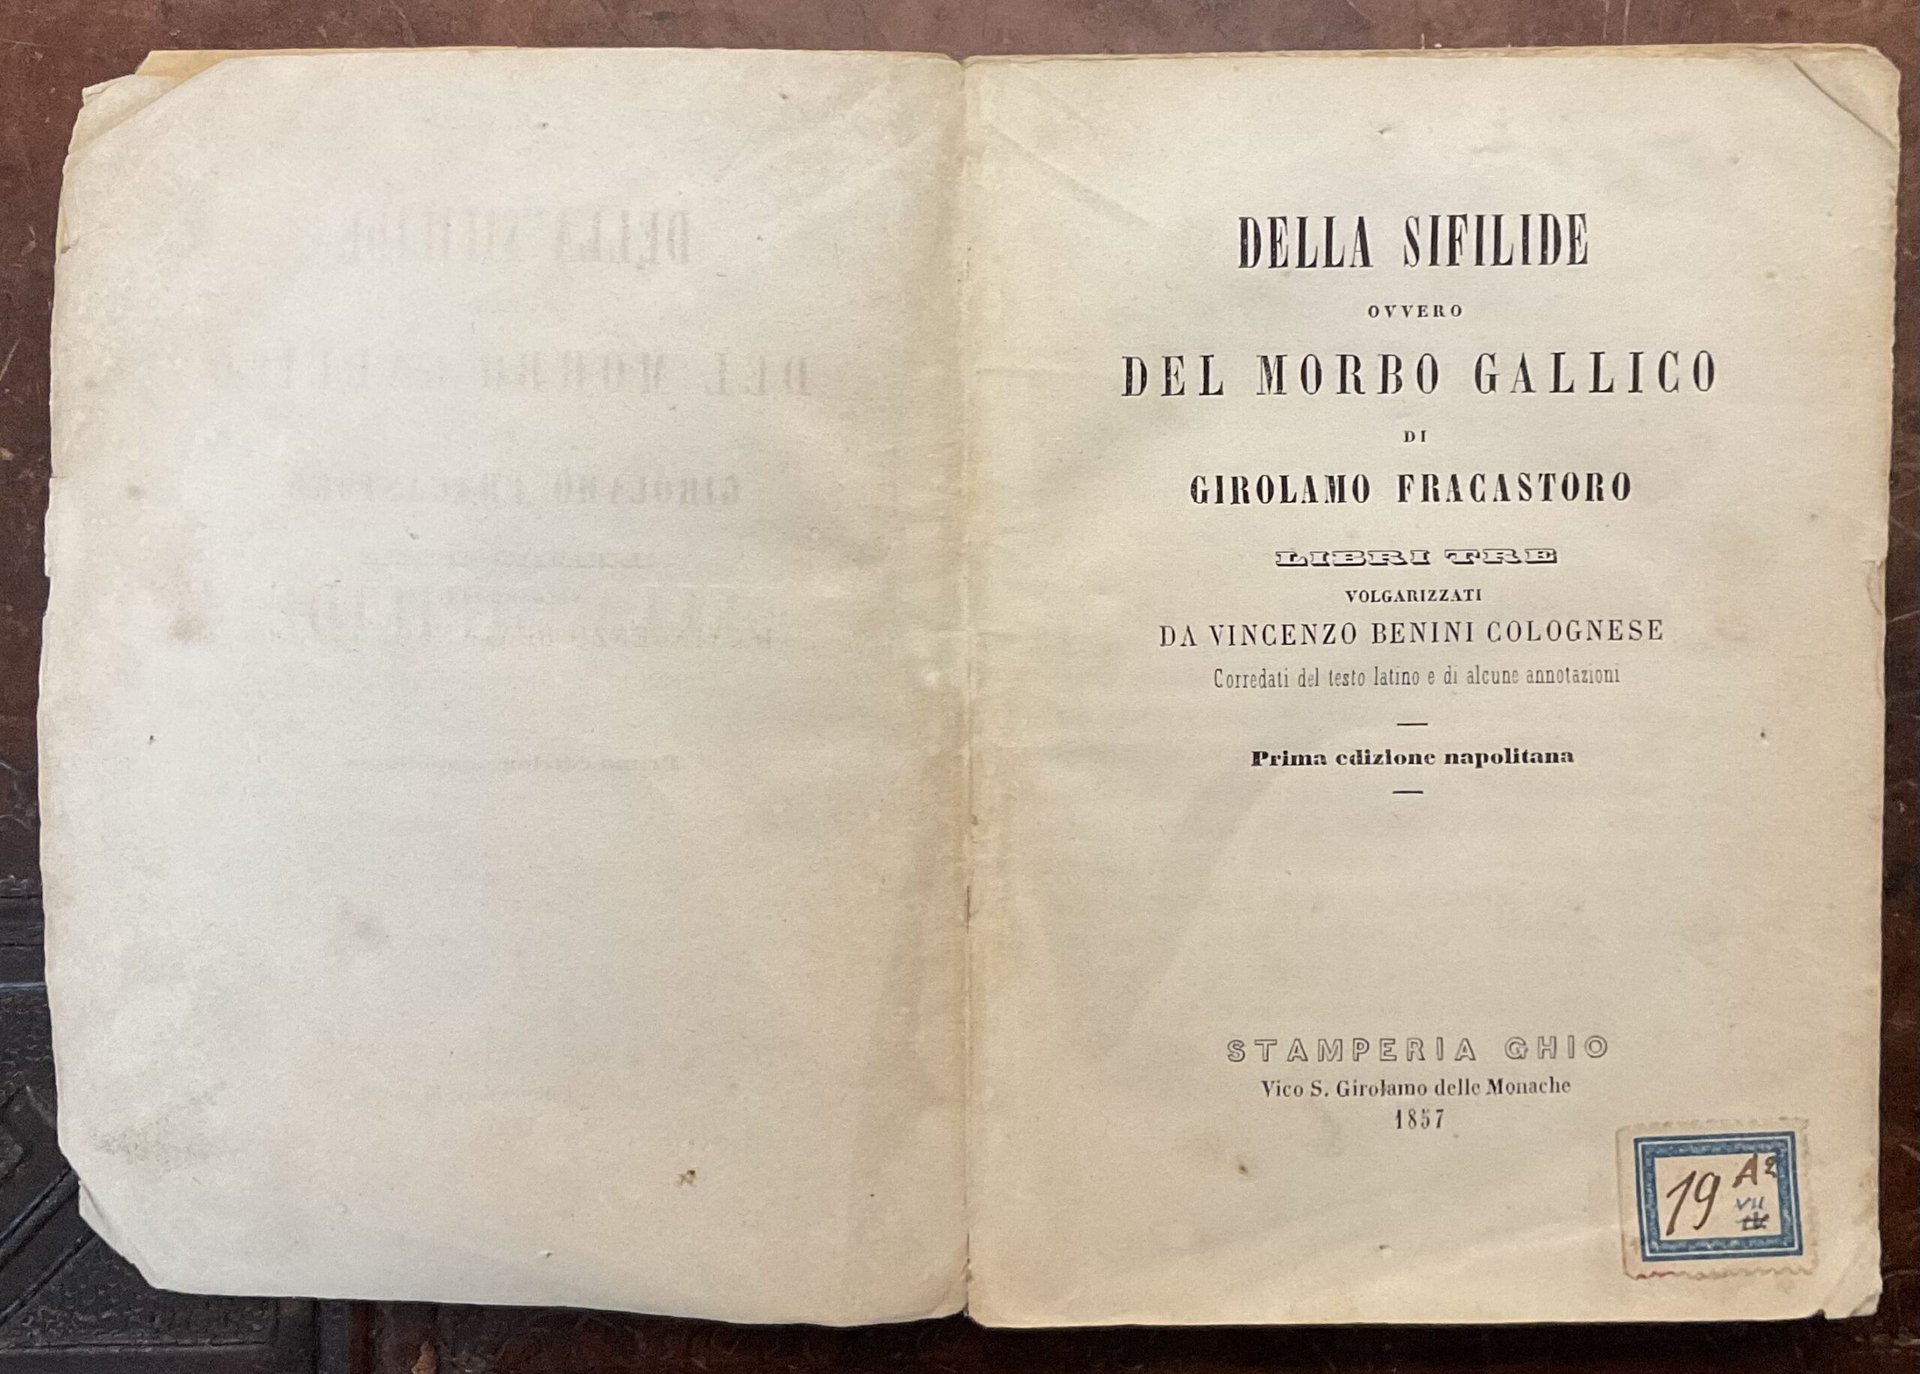 DELLA SIFILIDE
OVVERO
DEL MORBO GALLICO
DI
GIROLAMO FRACASTORO
LIBRI TRE
VOLGARIZZATI
DA VINCENZO BENINI COLOGNESE
Corredati del testo latino e di alcune annotazioni
Prima edizione napolitana
STAMPERIA GHIO
Vico S. Girolamo delle Monache
1857
19 A2
VII